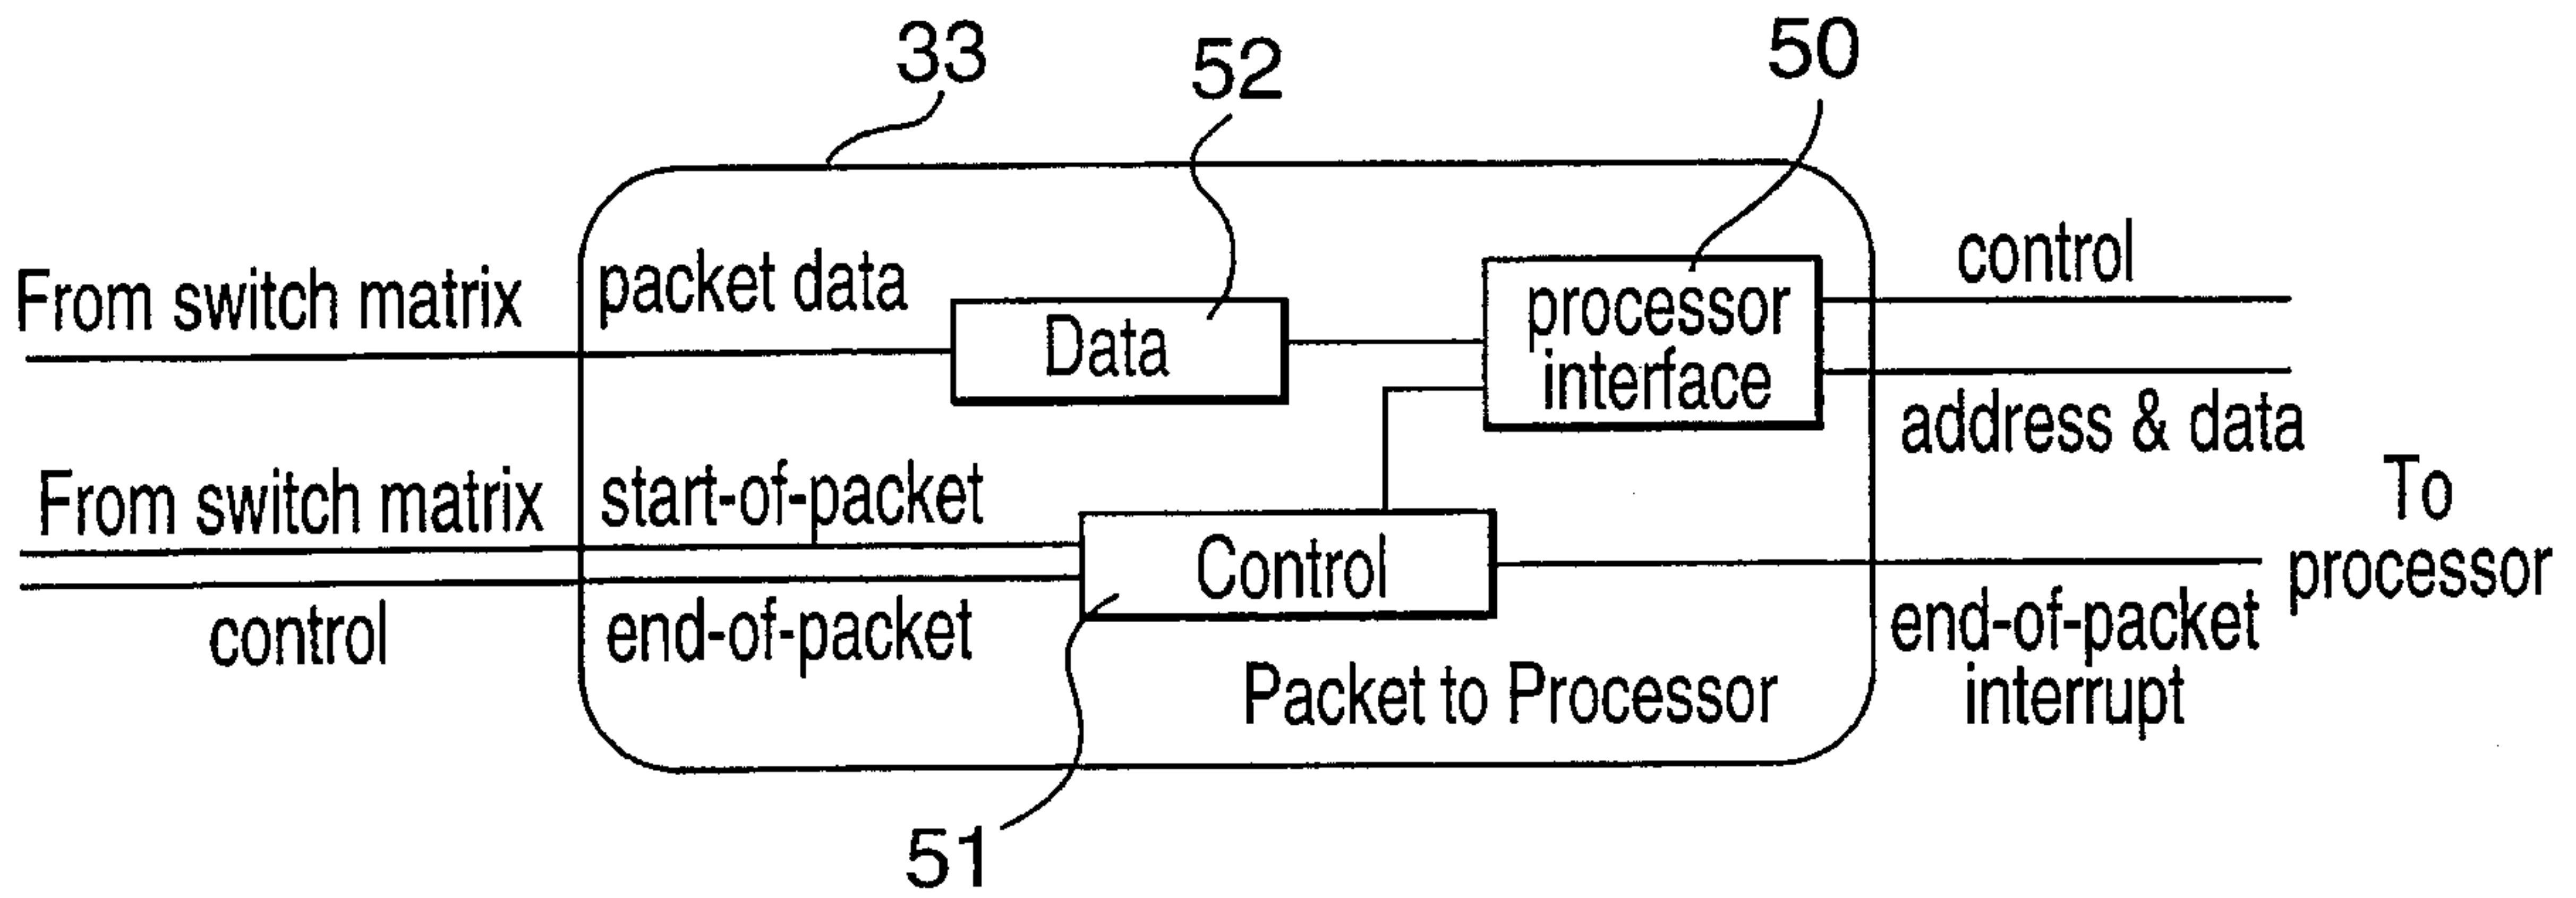 33
52
50
From switch matrix
packet data
Data
processor
interface
control
address & data
From switch matrix
start-of-packet
control
end-of-packet
Control
To
processor
end-of-packet
interrupt
Packet to Processor
51